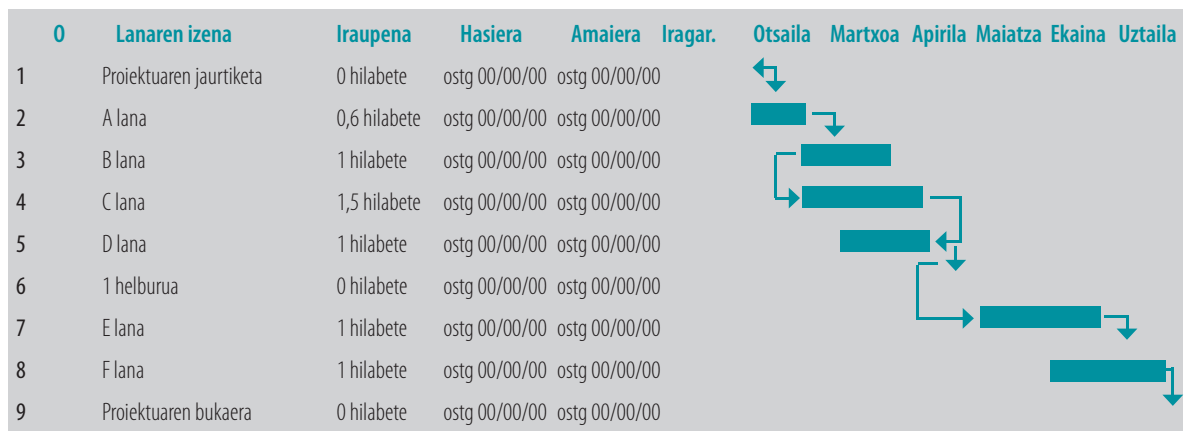 O Lanaren izena Iraupena Hasiera Amaiera Iragar. Otsaila Martxoa Apirila Maiatza Ekaina Uztaila
1 Proiektuaren jaurtiketa 0 hilabete ostg 00/00/00 ostg 00/00/00
2 A lana 0,6 hilabete ostg 00/00/00 ostg 00/00/00
3 B lana 1 hilabete ostg 00/00/00 ostg 00/00/00
4 C lana 1,5 hilabete ostg 00/00/00 ostg 00/00/00
5 D lana 1 hilabete ostg 00/00/00 ostg 00/00/00
6 1 helburua 0 hilabete ostg 00/00/00 ostg 00/00/00
7 E lana 1 hilabete ostg 00/00/00 ostg 00/00/00
8 F lana 1 hilabete ostg 00/00/00 ostg 00/00/00
9 Proiektuaren bukaera 0 hilabete ostg 00/00/00 ostg 00/00/00